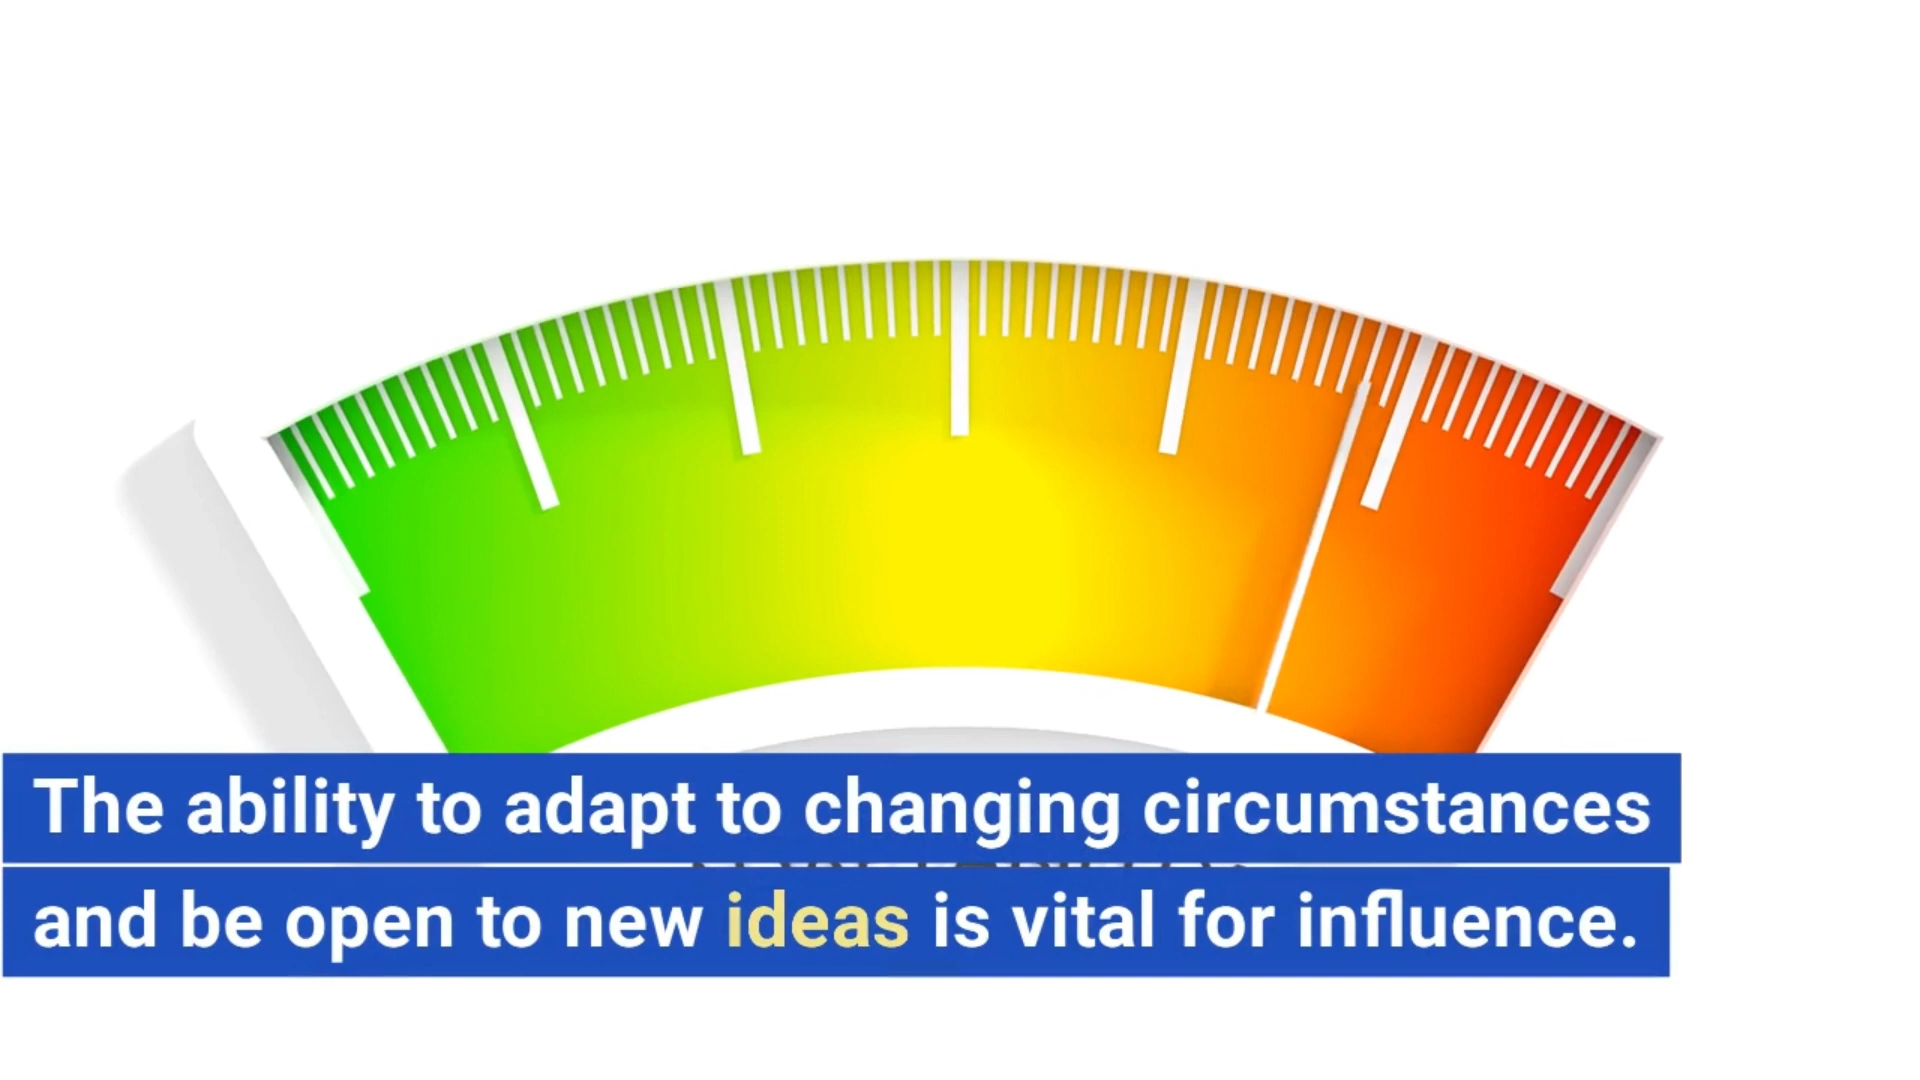 The ability to adapt to changing circumstances
and be open to new ideas is vital for influence.